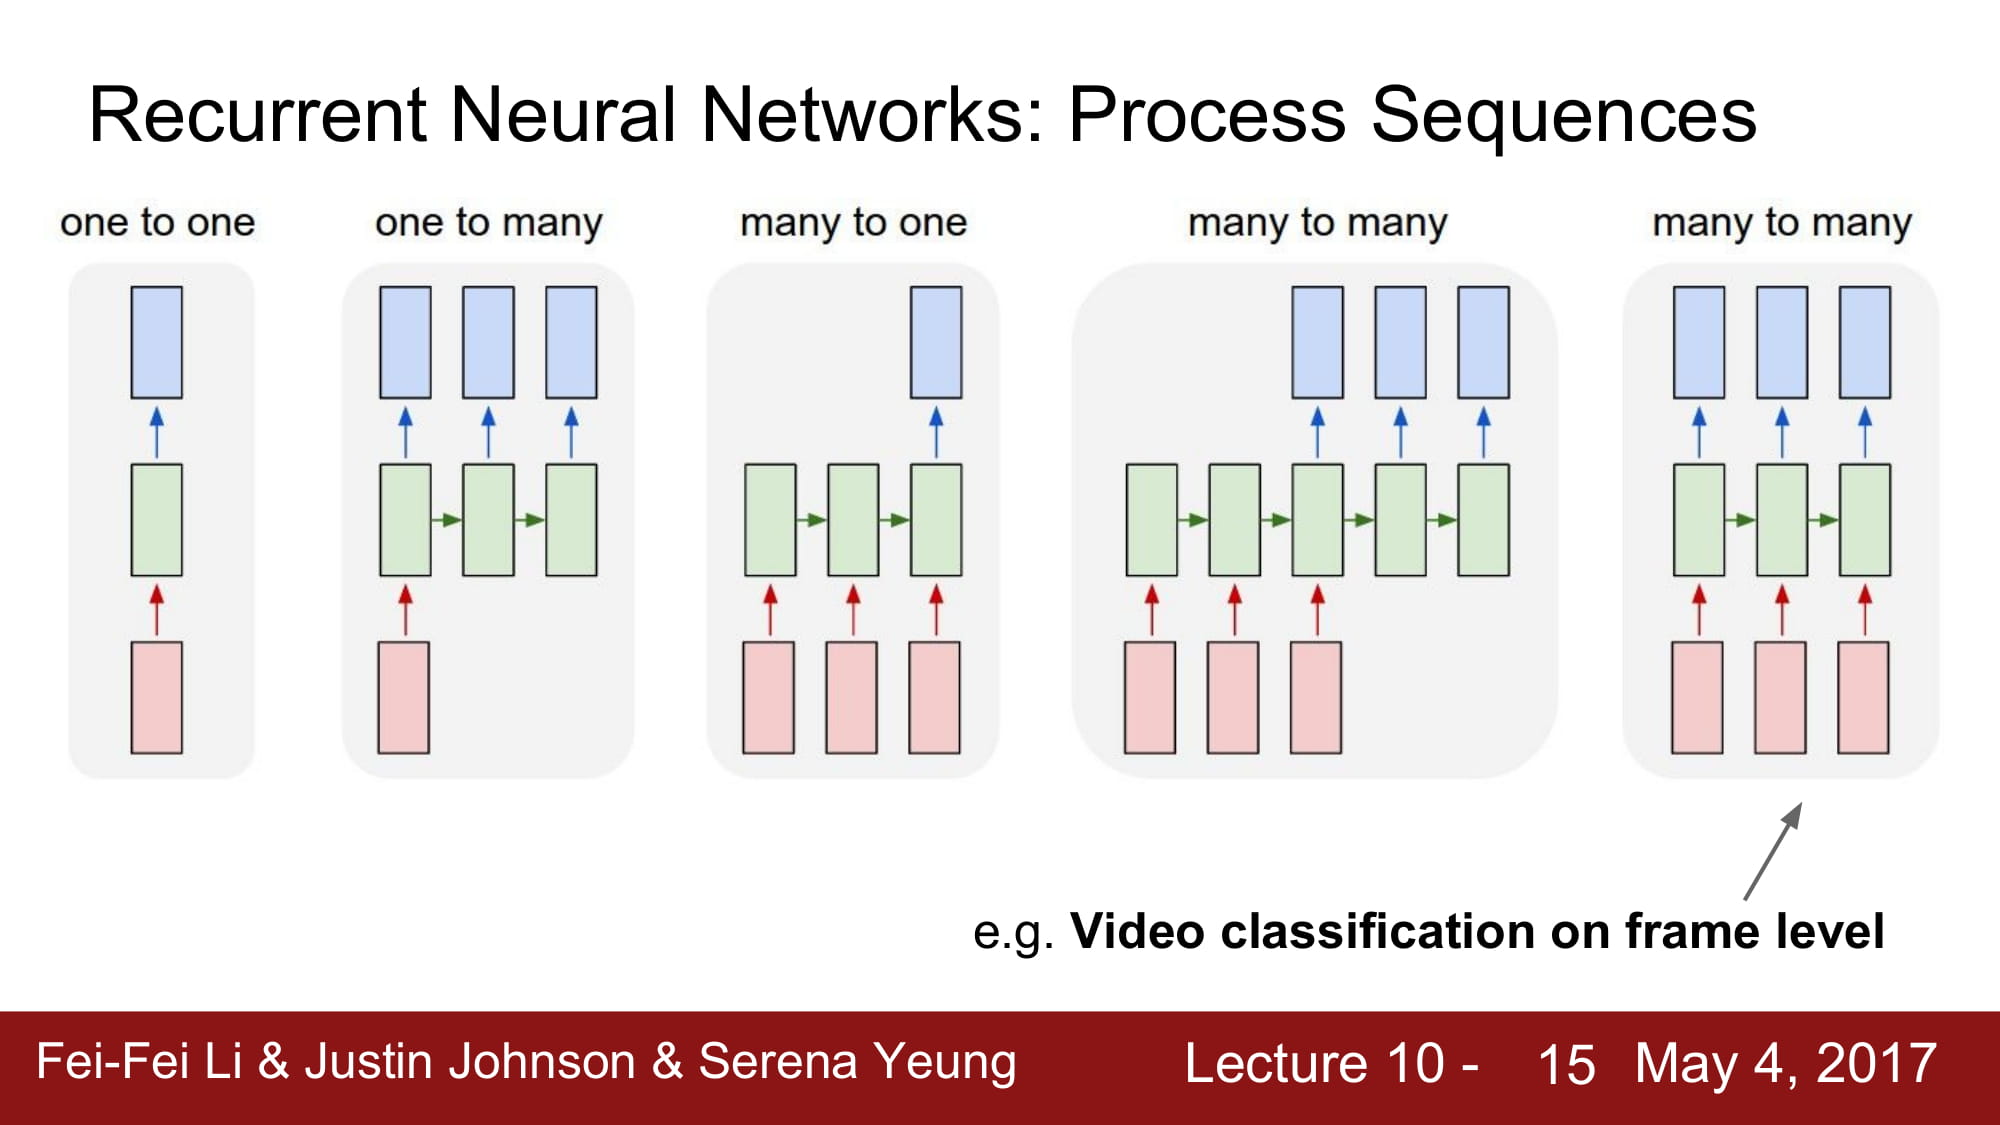 Recurrent Neural Networks: Process Sequences
one to one
one to many
many to one
many to many
many to many
e.g. Video classification on frame level
Fei-Fei Li & Justin Johnson & Serena Yeung
Lecture 10 - 15 May 4, 2017